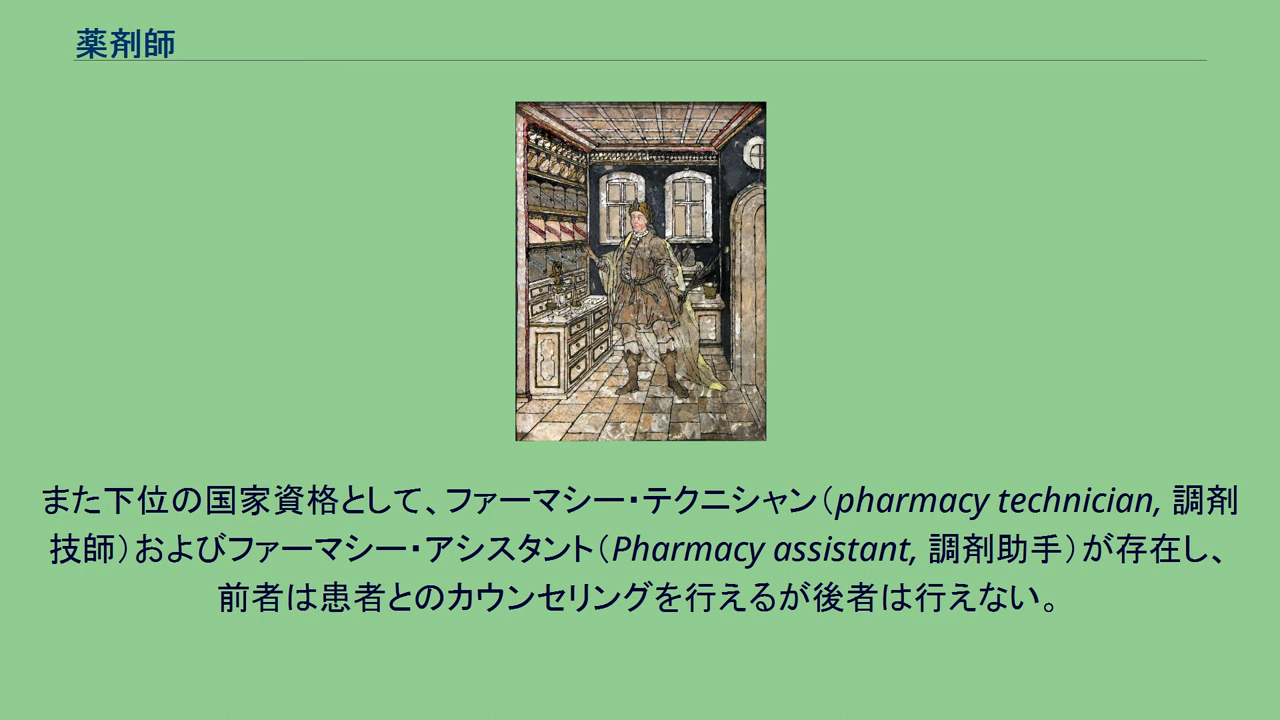 薬剤師
また下位の国家資格として、ファーマシー・テクニシャン（pharmacy technician, 調剤
技師）およびファーマシー・アシスタント（Pharmacy assistant, 調剤助手）が存在し、
前者は患者とのカウンセリングを行えるが後者は行えない。